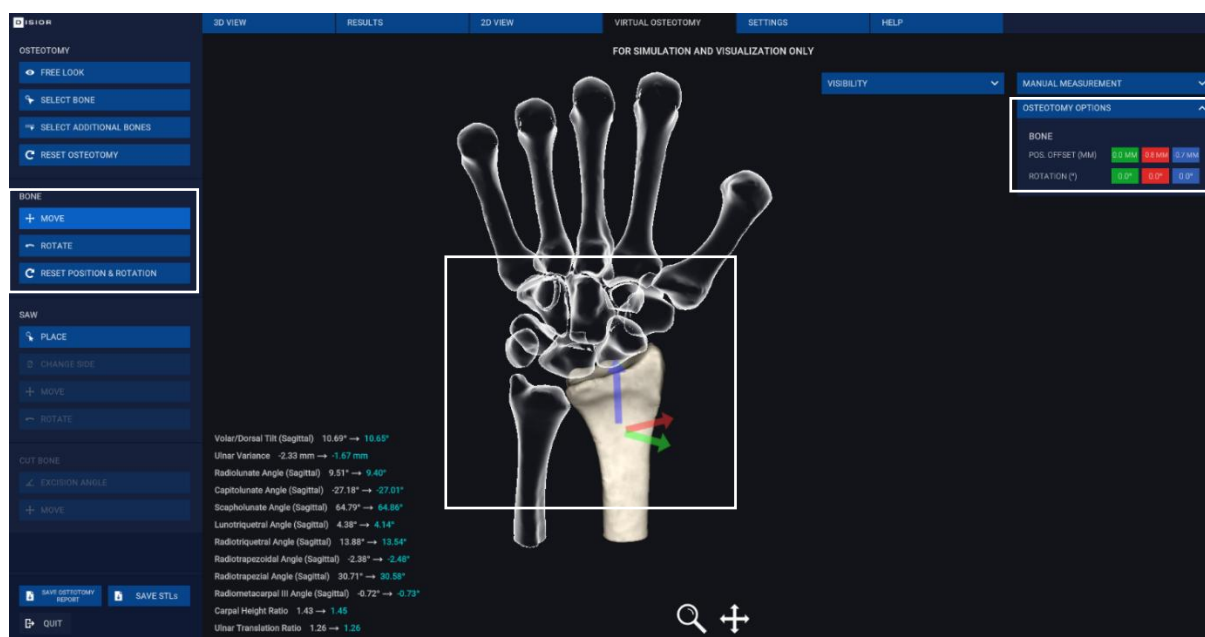 DISIOR
3D VIEW
RESULTS
2D VIEW
VIRTUAL OSTEOTOMY
SETTINGS
HELP
OSTEOTOMY
FREE LOOK
SELECT BONE
SELECT ADDITIONAL BONES
RESET OSTEOTOMY
BONE
MOVE
ROTATE
RESET POSITION & ROTATION
SAW
PLACE
CHANGE SIDE
MOVE
ROTATE
CUT BONE
EXCISION ANGLE
MOVE
SAVE OSTEOTOMY
REPORT
SAVE STLs
QUIT
FOR SIMULATION AND VISUALIZATION ONLY
VISIBILITY
MANUAL MEASUREMENT
OSTEOTOMY OPTIONS
BONE
POS. OFFSET (MM) 0.0 MM -0.8 MM -0.7 MM
ROTATION (°) 0.0° 0.0° 0.0°
Volar/Dorsal Tilt (Sagittal) 10.69° → 10.65°
Ulnar Variance -2.33 mm → -1.67 mm
Radiolunate Angle (Sagittal) 9.51° → 9.40°
Capitolunate Angle (Sagittal) -27.18° → -27.01°
Scapholunate Angle (Sagittal) 64.79° → 64.86°
Lunotriquetral Angle (Sagittal) 4.38° → 4.14°
Radiotriquetral Angle (Sagittal) 13.88° → 13.54°
Radiotrapezoidal Angle (Sagittal) -2.38° → -2.48°
Radiotrapezial Angle (Sagittal) 30.71° → 30.58°
Radiometacarpal III Angle (Sagittal) -0.72° → -0.73°
Carpal Height Ratio 1.43 → 1.45
Ulnar Translation Ratio 1.26 → 1.26